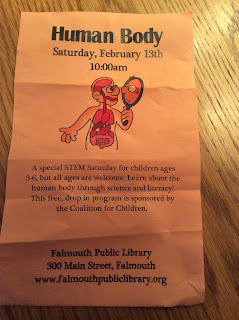 Human Body
Saturday, February 13th
10:00am
A special STEM Saturday for children ages
3-6, but all ages are welcome. Learn about the
human body through science and literacy!
This free, drop in program is sponsored by
the Coalition for Children.
Falmouth Public Library
300 Main Street, Falmouth
www.falmouthpubliclibrary.org